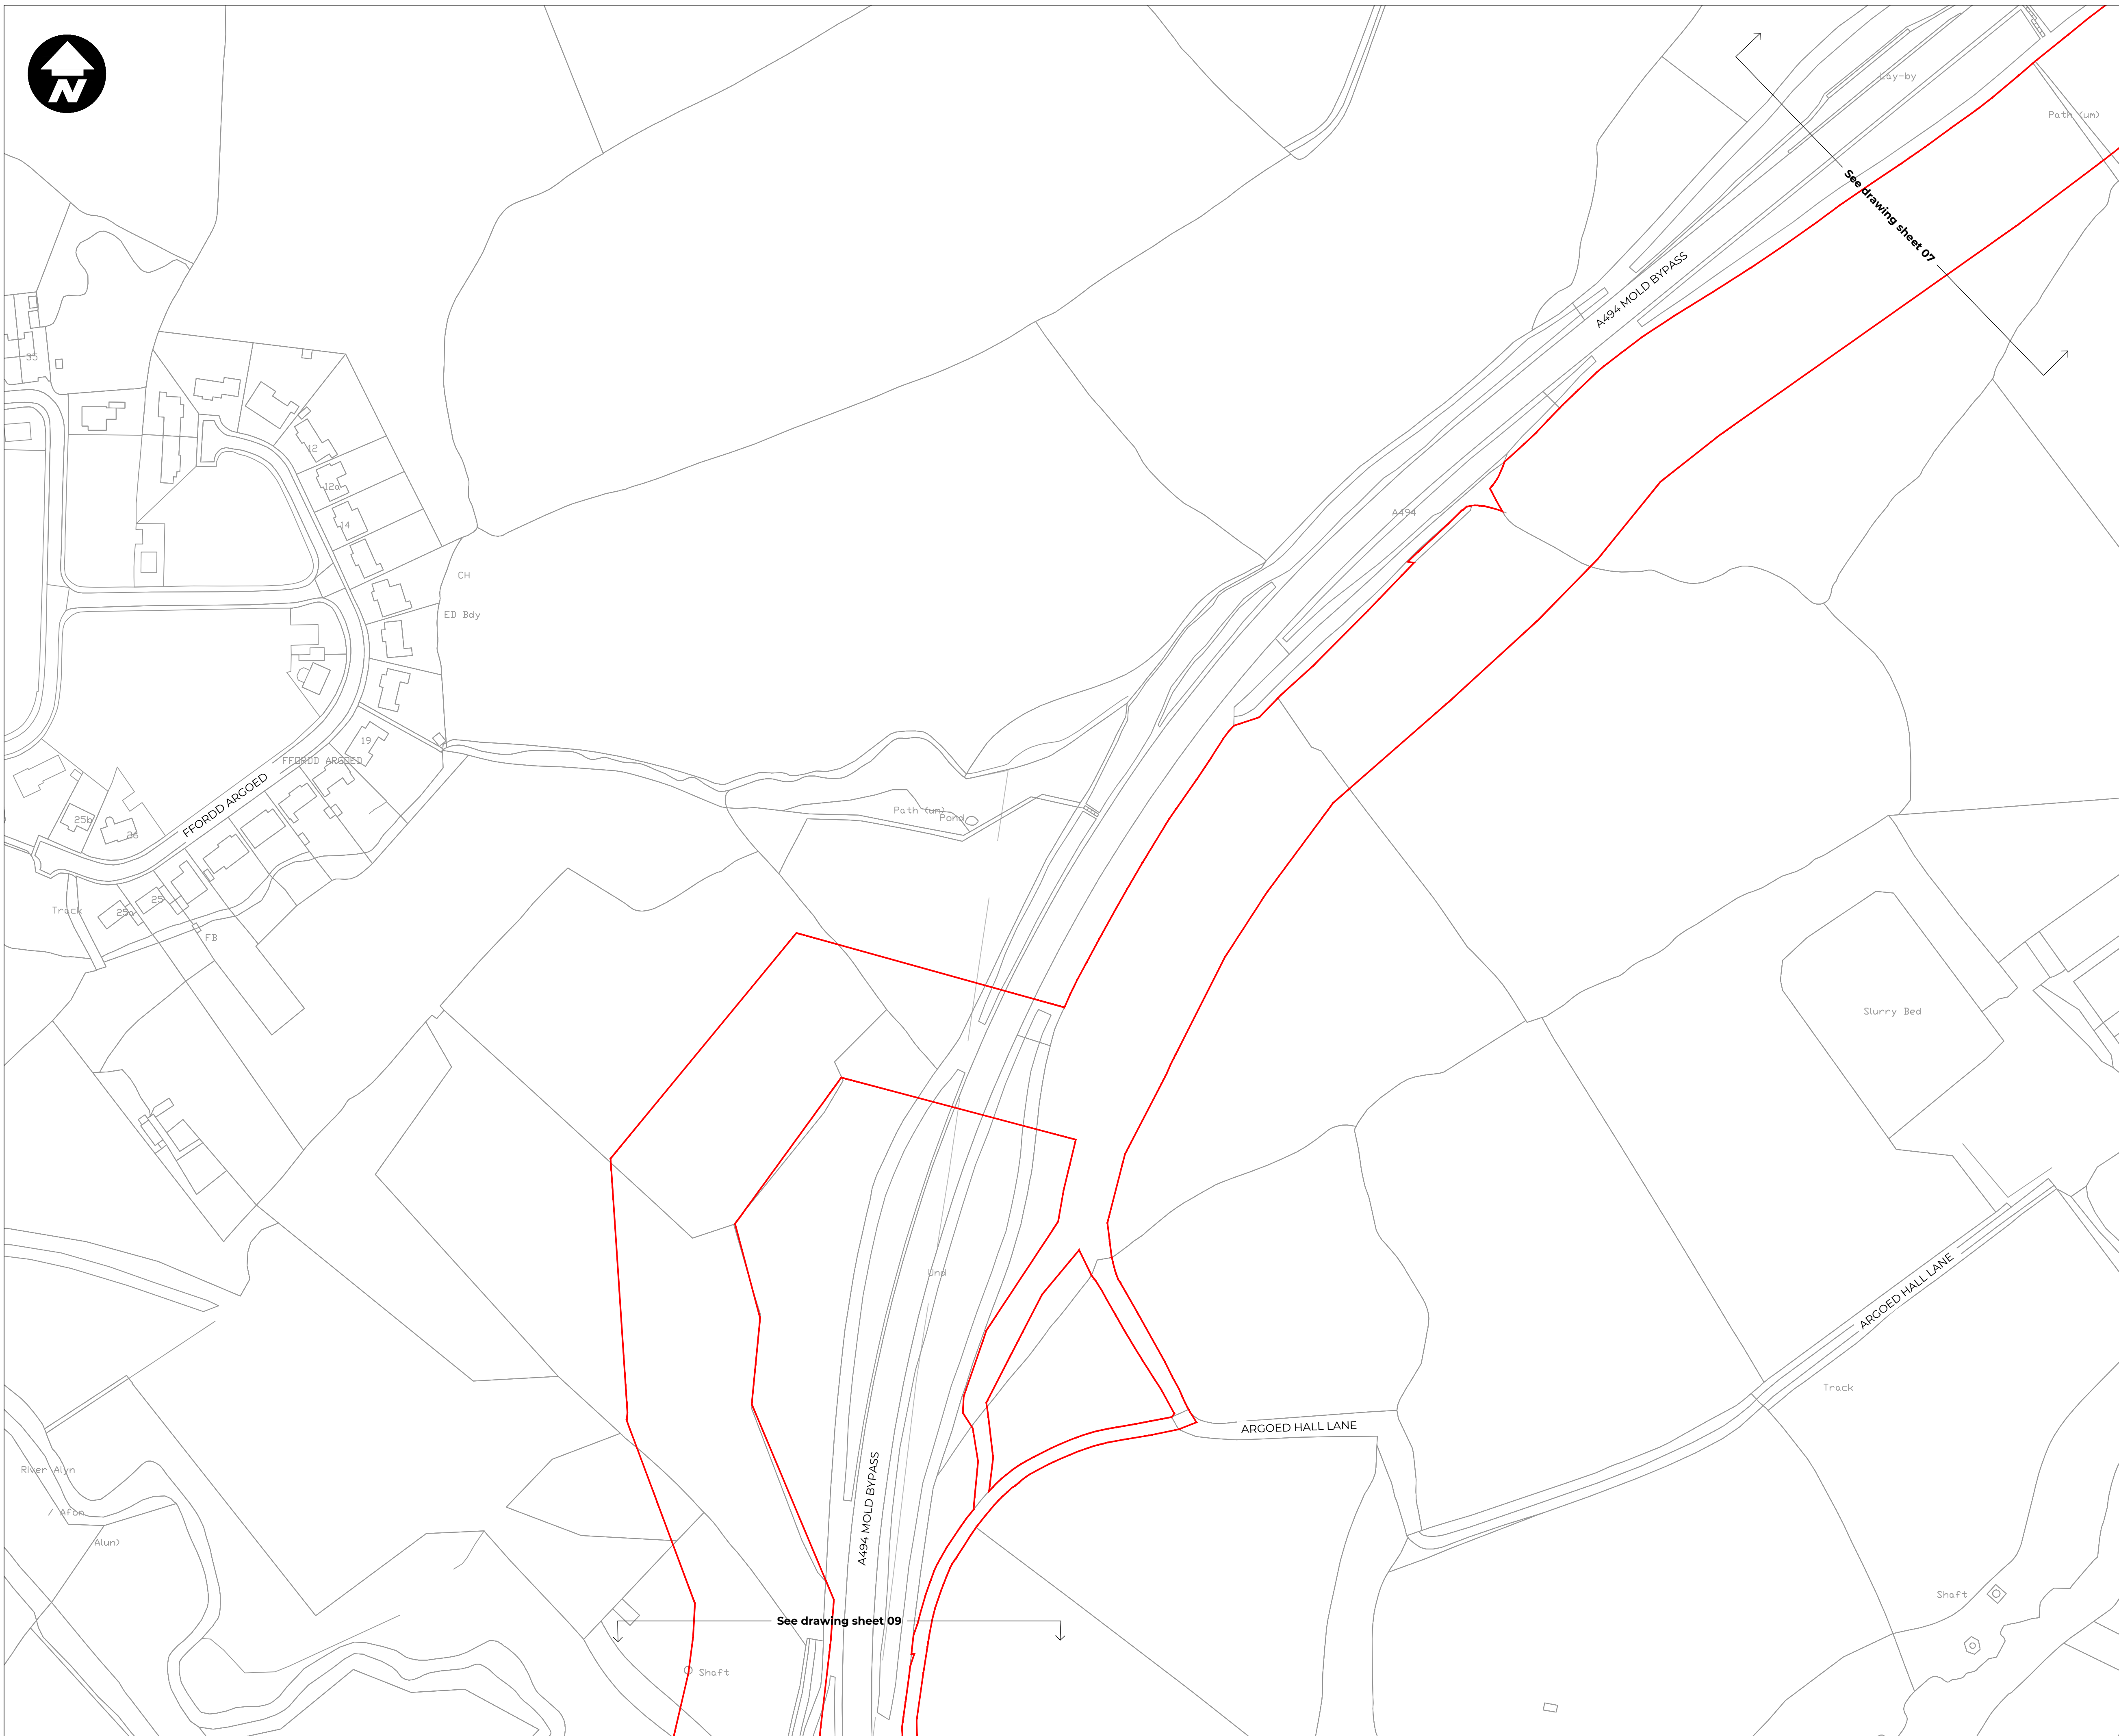 N
Lay-by
Path (um)
See drawing sheet 07
A494 MOLD BYPASS
35
12
12a
14
A494
CH
ED Bdy
19
FFORDD ARGOED
FFORDD ARGOED
25b
26
Path (um)
Pond
25
25a
Track
FB
Slurry Bed
Und
ARGOED HALL LANE
Track
ARGOED HALL LANE
River Alyn
/ Afon
Alun)
A494 MOLD BYPASS
Shaft
See drawing sheet 09
Shaft